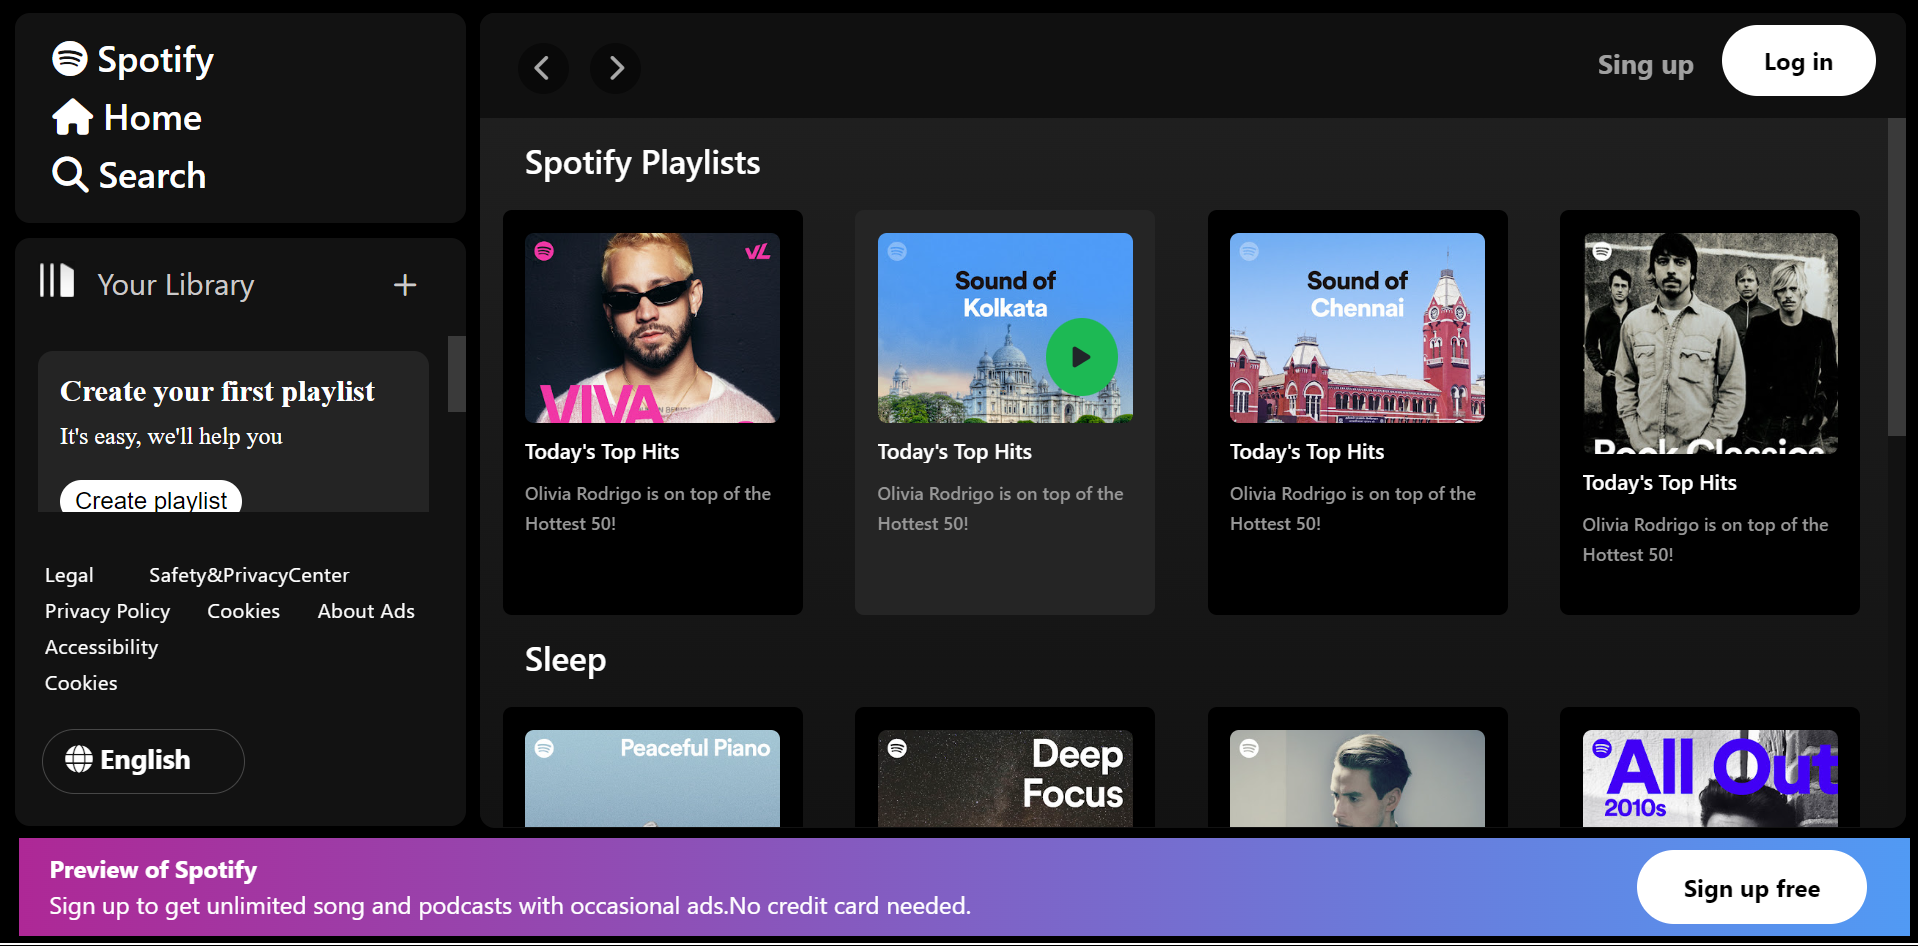 Spotify
Home
Search
Your Library
Create your first playlist
It's easy, we'll help you
Create playlist
Legal Safety&PrivacyCenter
Privacy Policy Cookies About Ads
Accessibility
Cookies
English
Sing up Log in
Spotify Playlists
VL
VIVA
Today's Top Hits
Olivia Rodrigo is on top of the
Hottest 50!
Sound of
Kolkata
Today's Top Hits
Olivia Rodrigo is on top of the
Hottest 50!
Sound of
Chennai
Today's Top Hits
Olivia Rodrigo is on top of the
Hottest 50!
Rock Classics
Today's Top Hits
Olivia Rodrigo is on top of the
Hottest 50!
Sleep
Peaceful Piano
Deep
Focus
All Out
2010s
Preview of Spotify
Sign up to get unlimited song and podcasts with occasional ads.No credit card needed.
Sign up free